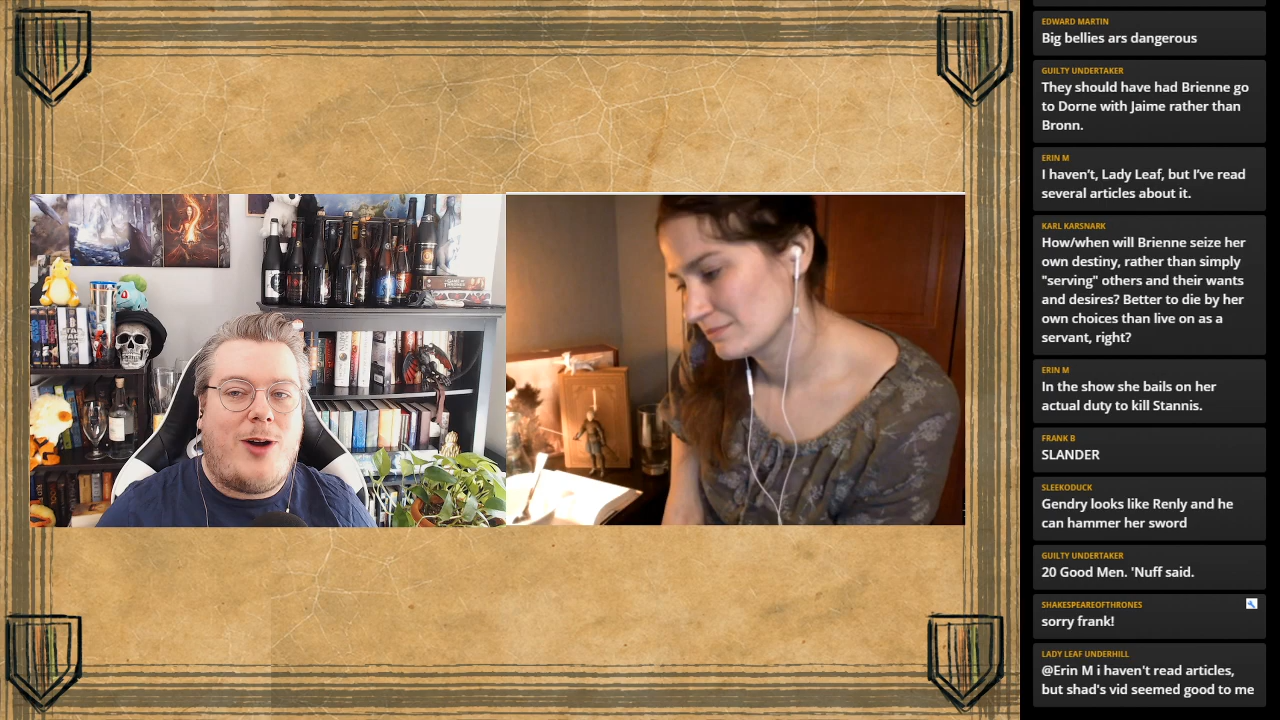 EDWARD MARTIN
Big bellies ars dangerous
GUILTY UNDERTAKER
They should have had Brienne go
to Dorne with Jaime rather than
Bronn.
ERIN M
I haven't, Lady Leaf, but I've read
several articles about it.
KARL KARSNARK
How/when will Brienne seize her
own destiny, rather than simply
"serving" others and their wants
and desires? Better to die by her
own choices than live on as a
servant, right?
ERIN M
In the show she bails on her
actual duty to kill Stannis.
FRANK B
SLANDER
SLEEKODUCK
Gendry looks like Renly and he
can hammer her sword
GUILTY UNDERTAKER
20 Good Men. 'Nuff said.
SHAKESPEAREOFTHRONES
sorry frank!
LADY LEAF UNDERHILL
@Erin M i haven't read articles,
but shad's vid seemed good to me